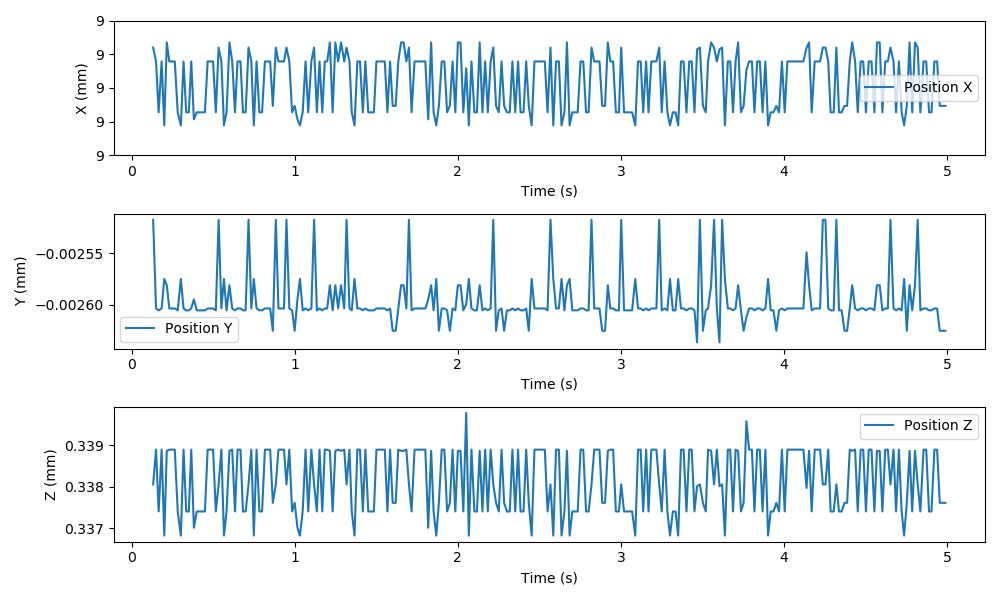 9
9
9
9
9
X (mm)
Position X
0 1 2 3 4 5
Time (s)
−0.00255
−0.00260
Y (mm)
Position Y
0 1 2 3 4 5
Time (s)
0.339
0.338
0.337
Z (mm)
Position Z
0 1 2 3 4 5
Time (s)